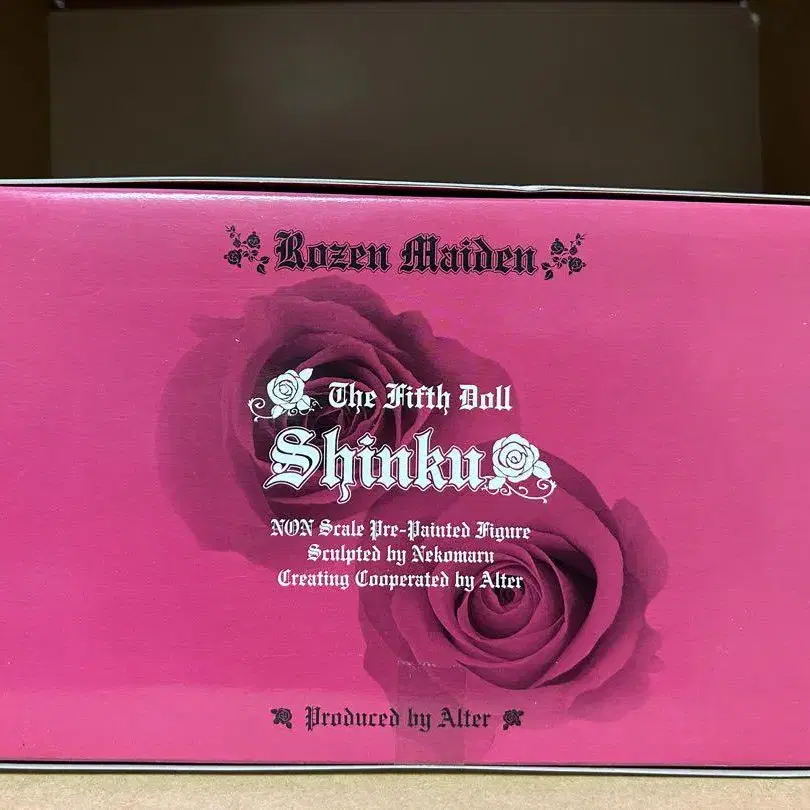 Rozen Maiden
The Fifth Doll
Shinku
NON Scale Pre-Painted Figure
Sculpted by Nekomaru
Creating Cooperated by Alter
Produced by Alter